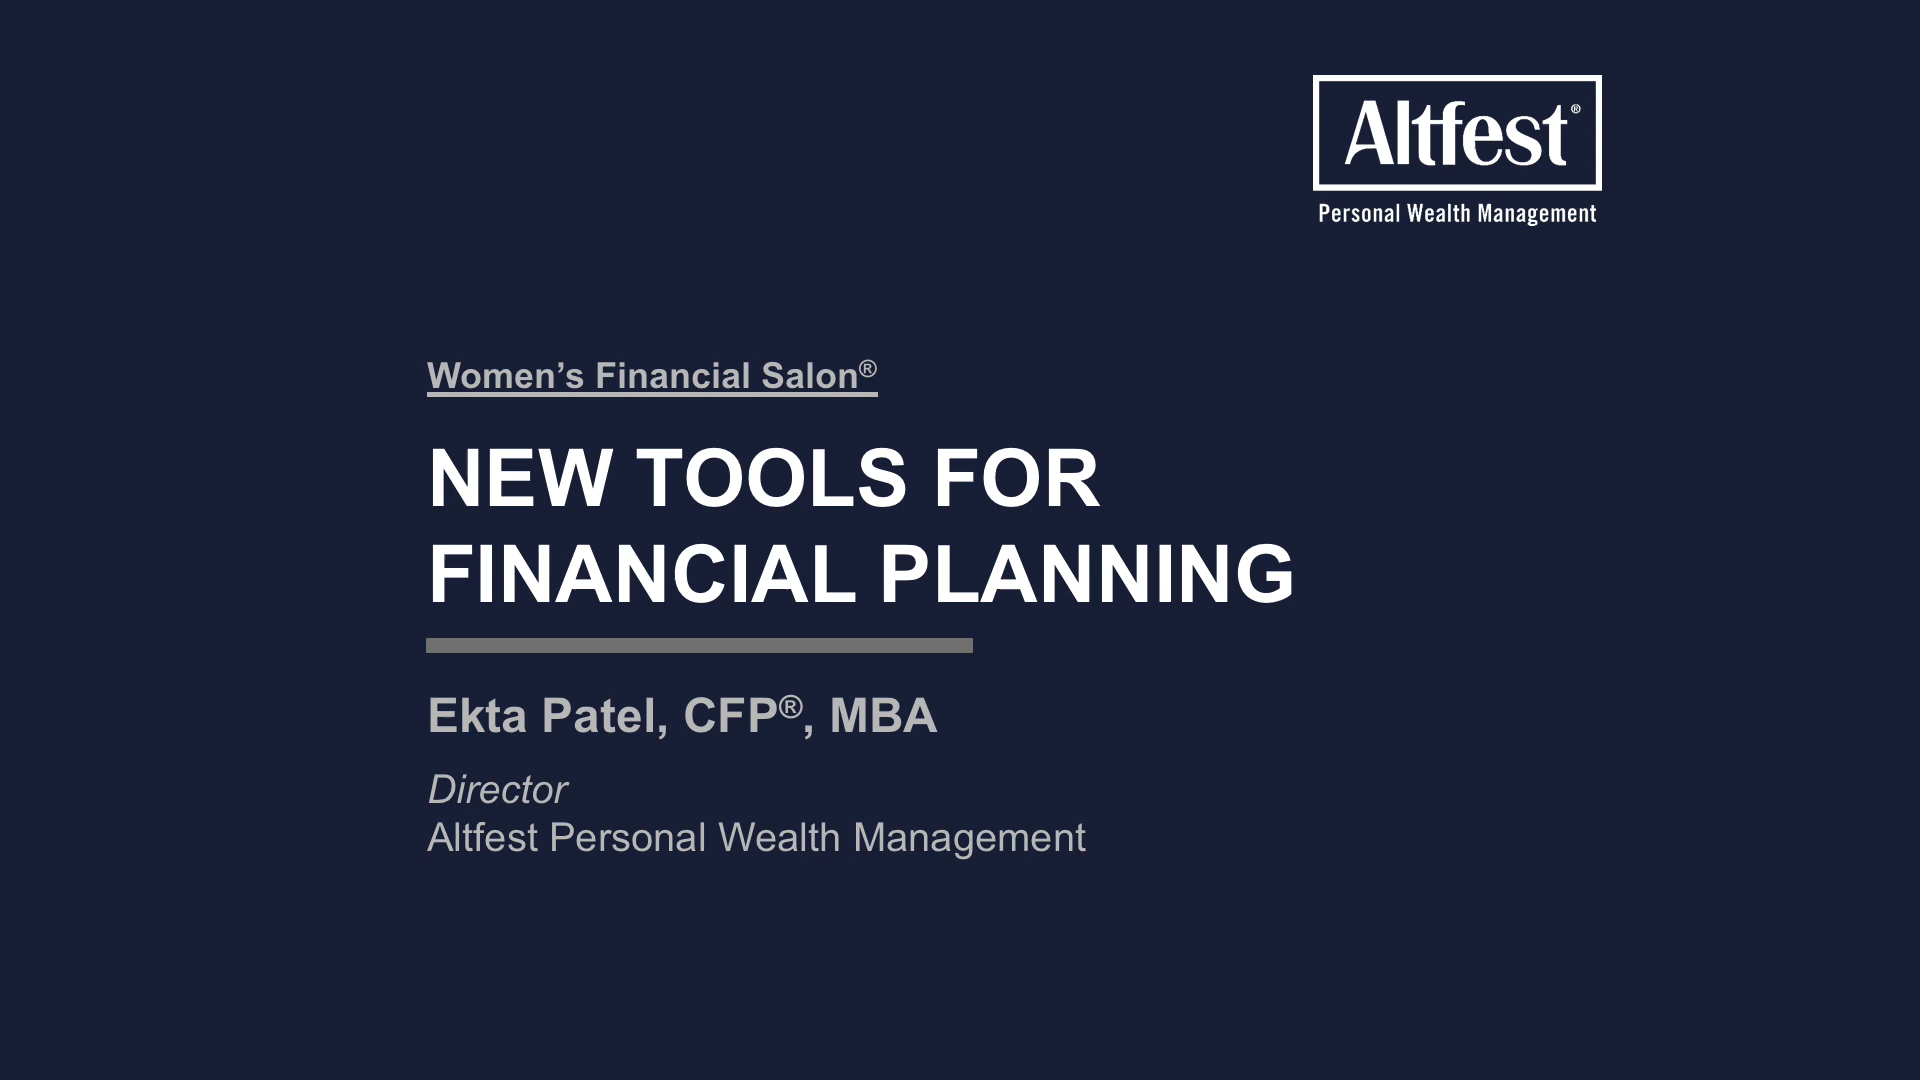 Altfest®
Personal Wealth Management
Women’s Financial Salon®
NEW TOOLS FOR
FINANCIAL PLANNING
Ekta Patel, CFP®, MBA
Director
Altfest Personal Wealth Management